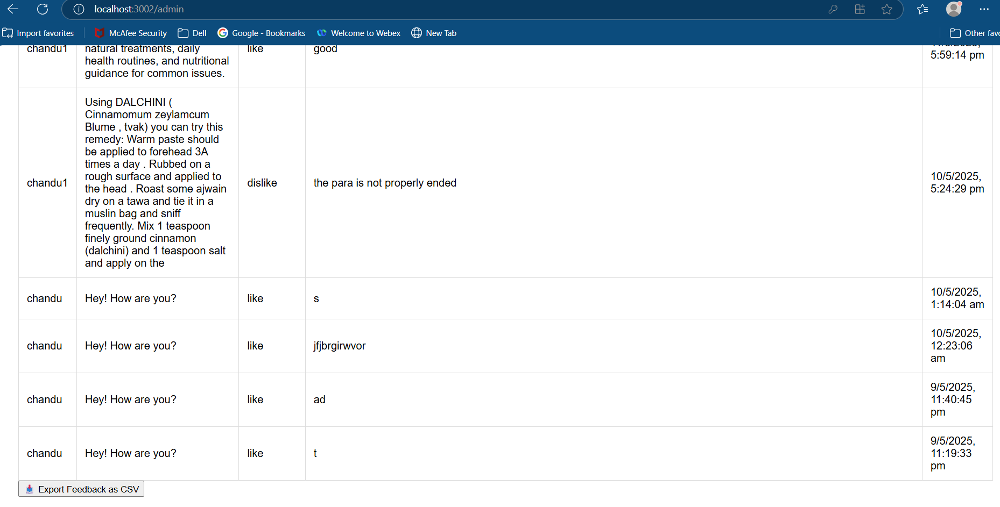 localhost:3002/admin
Import favorites McAfee Security Dell Google - Bookmarks Welcome to Webex New Tab Other favo
chandu1 natural treatments, daily like good
health routines, and nutritional 5:59:14 pm
guidance for common issues.
Using DALCHINI (
Cinnamomum zeylamcum
Blume , tvak) you can try this
remedy: Warm paste should
be applied to forehead 3A
times a day . Rubbed on a
rough surface and applied to 10/5/2025,
chandu1 the head . Roast some ajwain dislike the para is not properly ended 5:24:29 pm
dry on a tawa and tie it in a
muslin bag and sniff
frequently. Mix 1 teaspoon
finely ground cinnamon
(dalchini) and 1 teaspoon salt
and apply on the
chandu Hey! How are you? like s 10/5/2025,
1:14:04 am
chandu Hey! How are you? like jfjbrgirwvor 10/5/2025,
12:23:06
am
chandu Hey! How are you? like ad 9/5/2025,
11:40:45
pm
chandu Hey! How are you? like t 9/5/2025,
11:19:33
pm
Export Feedback as CSV